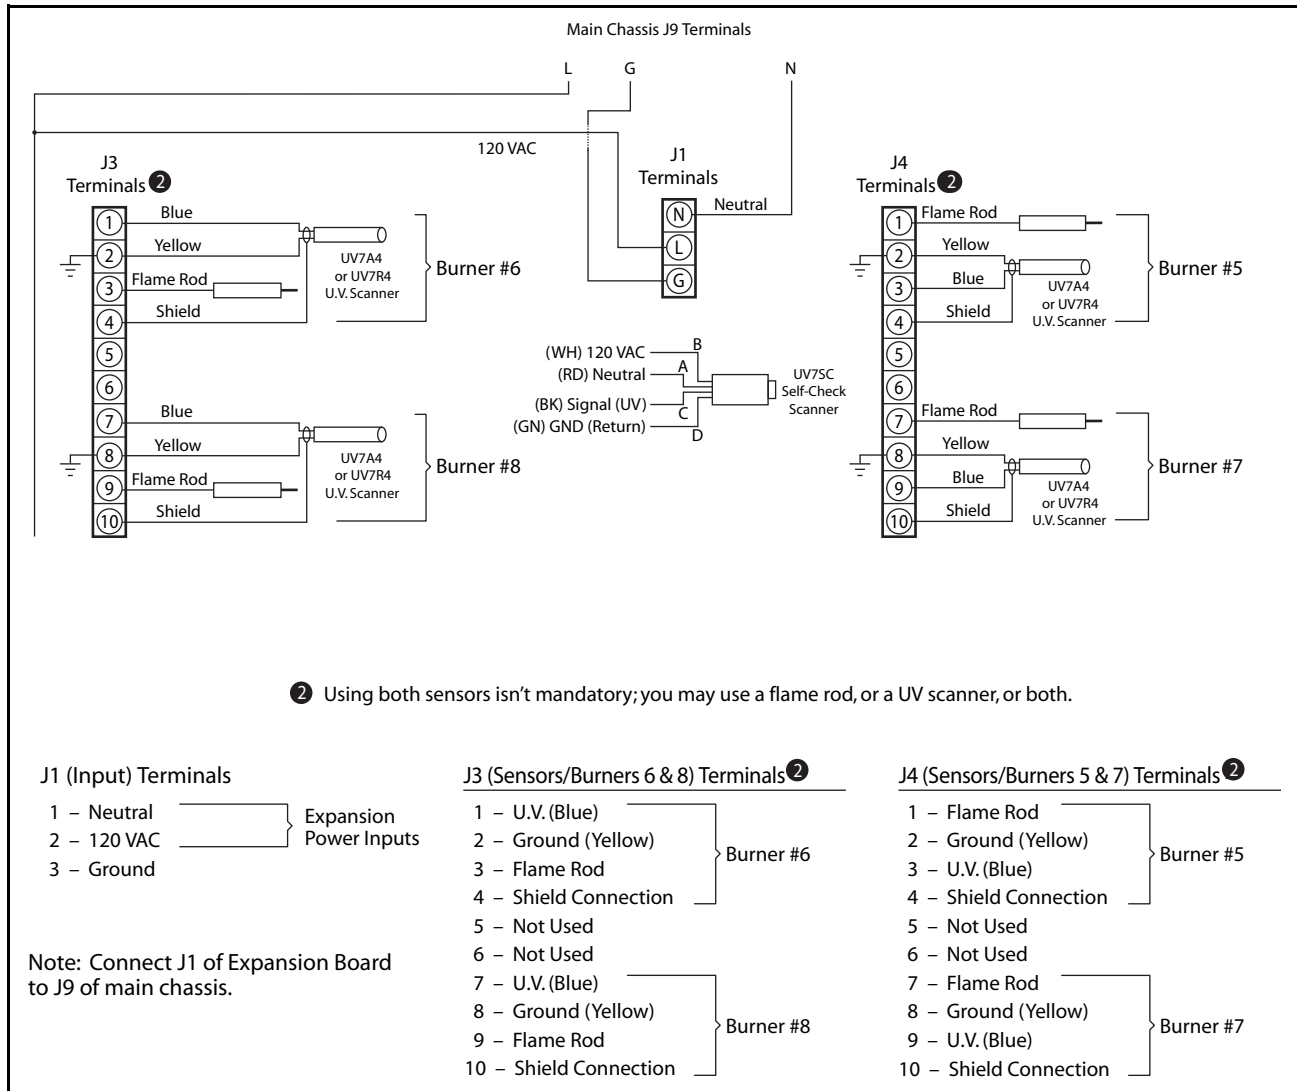 Main Chassis J9 Terminals
L G N
120 VAC
J3
Terminals 2
1 Blue
2 Yellow
3 Flame Rod
4 Shield
5
6
7 Blue
8 Yellow
9 Flame Rod
10 Shield
UV7A4
or UV7R4
U.V. Scanner
Burner #6
UV7A4
or UV7R4
U.V. Scanner
Burner #8
J1
Terminals
N Neutral
L
G
(WH) 120 VAC B
(RD) Neutral A
(BK) Signal (UV) C
(GN) GND (Return) D
UV7SC
Self-Check
Scanner
J4
Terminals 2
1 Flame Rod
2 Yellow
3 Blue
4 Shield
5
6
7 Flame Rod
8 Yellow
9 Blue
10 Shield
UV7A4
or UV7R4
U.V. Scanner
Burner #5
UV7A4
or UV7R4
U.V. Scanner
Burner #7
2 Using both sensors isn't mandatory; you may use a flame rod, or a UV scanner, or both.
J1 (Input) Terminals
1 – Neutral
2 – 120 VAC
3 – Ground
Expansion
Power Inputs
Note: Connect J1 of Expansion Board
to J9 of main chassis.
J3 (Sensors/Burners 6 & 8) Terminals 2
1 – U.V. (Blue)
2 – Ground (Yellow)
3 – Flame Rod
4 – Shield Connection
Burner #6
5 – Not Used
6 – Not Used
7 – U.V. (Blue)
8 – Ground (Yellow)
9 – Flame Rod
10 – Shield Connection
Burner #8
J4 (Sensors/Burners 5 & 7) Terminals 2
1 – Flame Rod
2 – Ground (Yellow)
3 – U.V. (Blue)
4 – Shield Connection
Burner #5
5 – Not Used
6 – Not Used
7 – Flame Rod
8 – Ground (Yellow)
9 – U.V. (Blue)
10 – Shield Connection
Burner #7